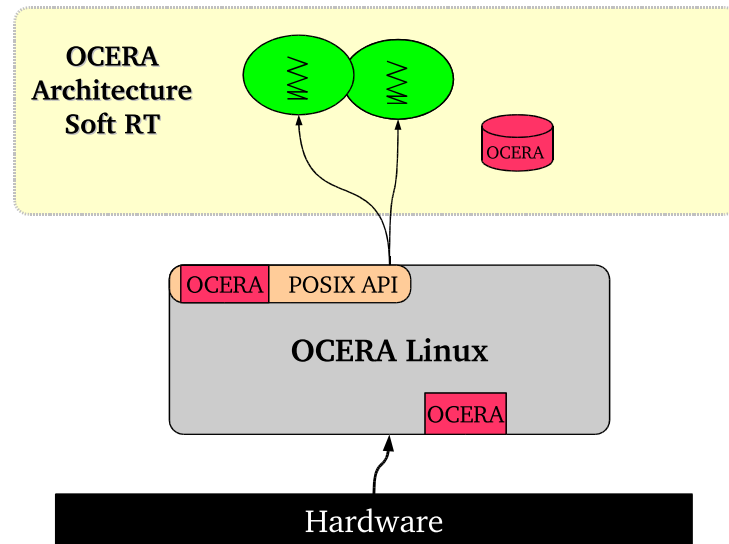 OCERA
Architecture
Soft RT
OCERA
OCERA POSIX API
OCERA Linux
OCERA
Hardware